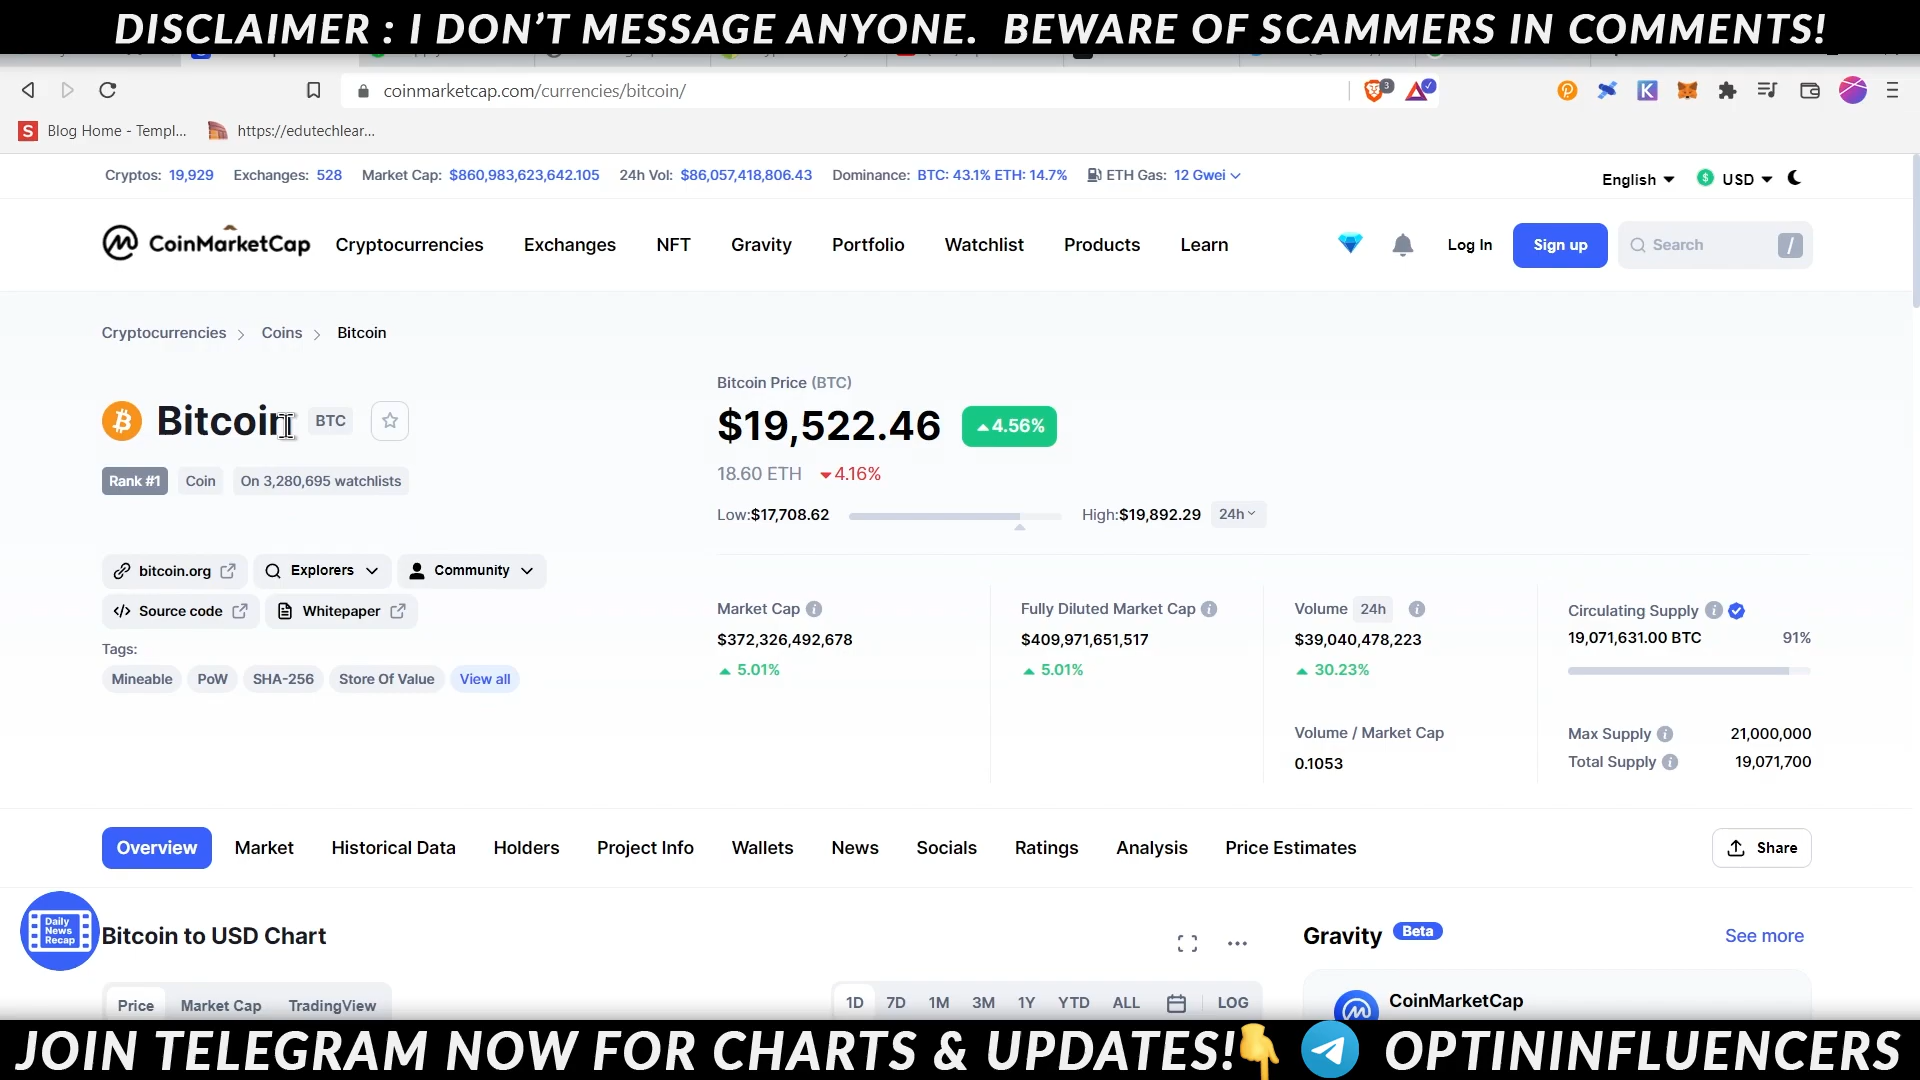 DISCLAIMER : I DON'T MESSAGE ANYONE.  BEWARE OF SCAMMERS IN COMMENTS!
coinmarketcap.com/currencies/bitcoin/
3
K
S Blog Home - Templ... https://edutechlear...
Cryptos: 19,929 Exchanges: 528 Market Cap: $860,983,623,642.105 24h Vol: $86,057,418,806.43 Dominance: BTC: 43.1% ETH: 14.7% ETH Gas: 12 Gwei
English $ USD
CoinMarketCap Cryptocurrencies Exchanges NFT Gravity Portfolio Watchlist Products Learn Log In Sign up Search /
Cryptocurrencies > Coins > Bitcoin
Bitcoin Price (BTC)
Bitcoin BTC $19,522.46 4.56%
18.60 ETH 4.16%
Rank #1 Coin On 3,280,695 watchlists
Low:$17,708.62 High:$19,892.29 24h
bitcoin.org Explorers Community
Source code Whitepaper
Tags:
Mineable PoW SHA-256 Store Of Value View all
Market Cap
$372,326,492,678
5.01%
Fully Diluted Market Cap
$409,971,651,517
5.01%
Volume 24h
$39,040,478,223
30.23%
Volume / Market Cap
0.1053
Circulating Supply
19,071,631.00 BTC 91%
Max Supply 21,000,000
Total Supply 19,071,700
Overview Market Historical Data Holders Project Info Wallets News Socials Ratings Analysis Price Estimates Share
Daily
News
Recap
Bitcoin to USD Chart
Gravity Beta See more
Price Market Cap TradingView 1D 7D 1M 3M 1Y YTD ALL LOG
CoinMarketCap
JOIN TELEGRAM NOW FOR CHARTS & UPDATES!👇 OPTININFLUENCERS